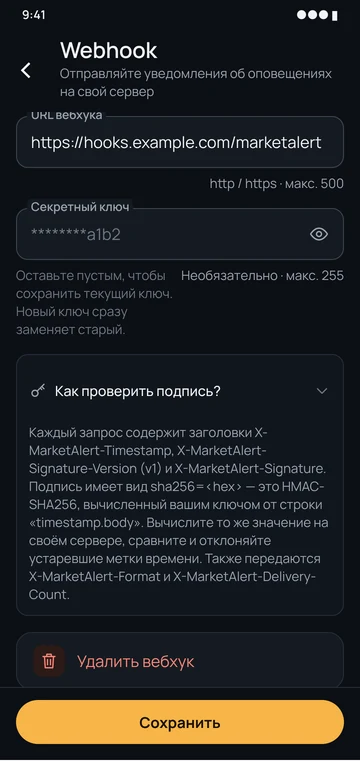 9:41
Webhook
Отправляйте уведомления об оповещениях
на свой сервер
URL вебхука
https://hooks.example.com/marketalert
http / https · макс. 500
Секретный ключ
********a1b2
Оставьте пустым, чтобы
сохранить текущий ключ.
Новый ключ сразу
заменяет старый.
Необязательно · макс. 255
Как проверить подпись?
Каждый запрос содержит заголовки X-
MarketAlert-Timestamp, X-MarketAlert-
Signature-Version (v1) и X-MarketAlert-Signature.
Подпись имеет вид sha256=<hex> — это HMAC-
SHA256, вычисленный вашим ключом от строки
«timestamp.body». Вычислите то же значение на
своём сервере, сравните и отклоняйте
устаревшие метки времени. Также передаются
X-MarketAlert-Format и X-MarketAlert-Delivery-
Count.
Удалить вебхук
Сохранить